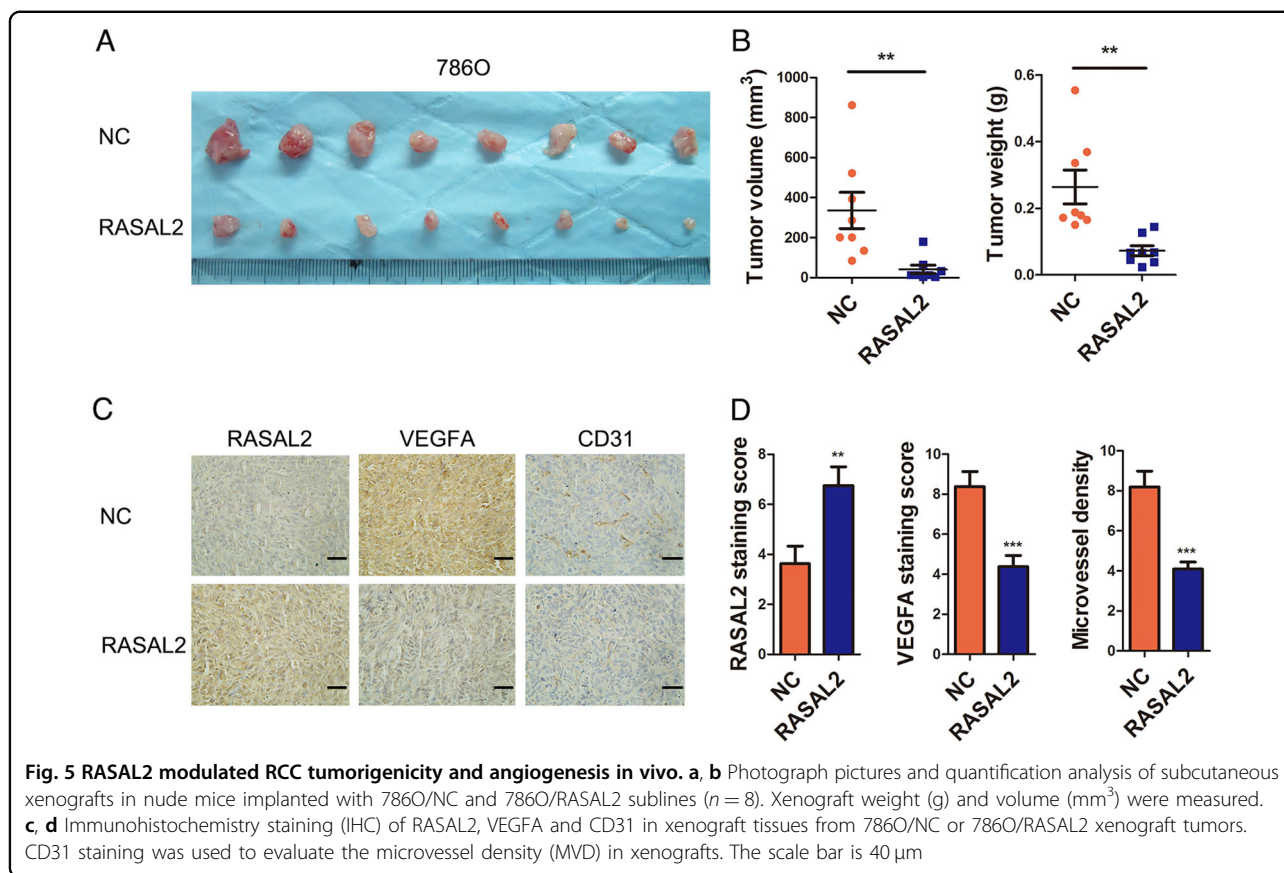 A
786O
NC
RASAL2
B
**
Tumor volume (mm³)
1000
800
600
400
200
0
NC
RASAL2
**
Tumor weight (g)
0.6
0.4
0.2
0.0
NC
RASAL2
C
RASAL2 VEGFA CD31
NC
RASAL2
D
RASAL2 staining score
8
6
4
2
0
**
NC
RASAL2
VEGFA staining score
10
8
6
4
2
0
***
NC
RASAL2
Microvessel density
10
8
6
4
2
0
***
NC
RASAL2
Fig. 5 RASAL2 modulated RCC tumorigenicity and angiogenesis in vivo. a, b Photograph pictures and quantification analysis of subcutaneous
xenografts in nude mice implanted with 786O/NC and 786O/RASAL2 sublines (n = 8). Xenograft weight (g) and volume (mm³) were measured.
c, d Immunohistochemistry staining (IHC) of RASAL2, VEGFA and CD31 in xenograft tissues from 786O/NC or 786O/RASAL2 xenograft tumors.
CD31 staining was used to evaluate the microvessel density (MVD) in xenografts. The scale bar is 40 μm